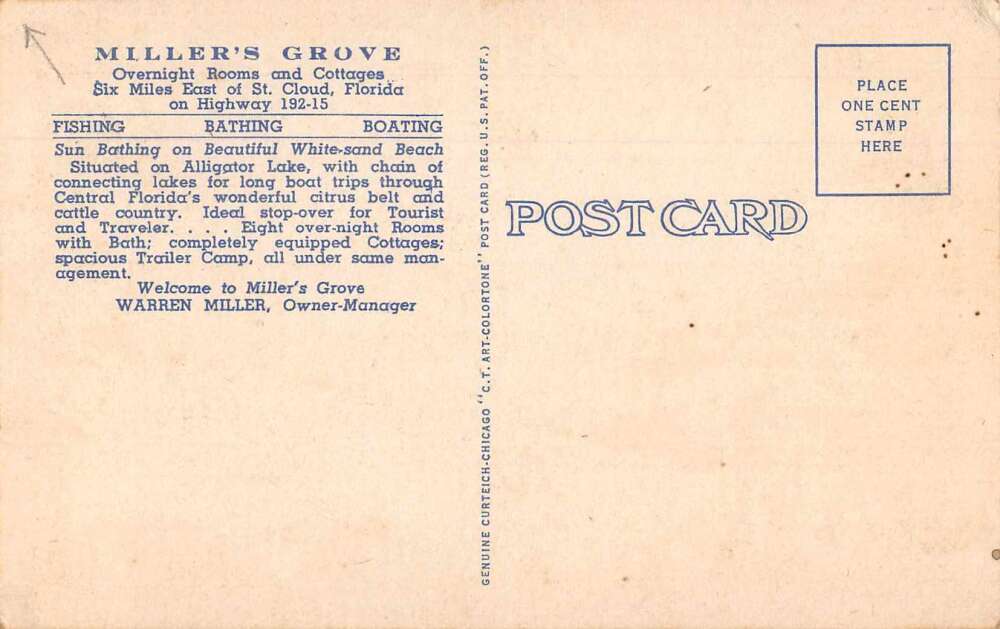 MILLER'S GROVE
Overnight Rooms and Cottages
Six Miles East of St. Cloud, Florida
on Highway 192-15
FISHING BATHING BOATING
Sun Bathing on Beautiful White-sand Beach
Situated on Alligator Lake, with chain of
connecting lakes for long boat trips through
Central Florida's wonderful citrus belt and
cattle country. Ideal stop-over for Tourist
and Traveler. . . . Eight over-night Rooms
with Bath; completely equipped Cottages;
spacious Trailer Camp, all under same man-
agement.
Welcome to Miller's Grove
WARREN MILLER, Owner-Manager
GENUINE CURTEICH-CHICAGO "C.T. ART-COLORTONE" POST CARD (REG. U.S. PAT. OFF.)
POST CARD
PLACE
ONE CENT
STAMP
HERE